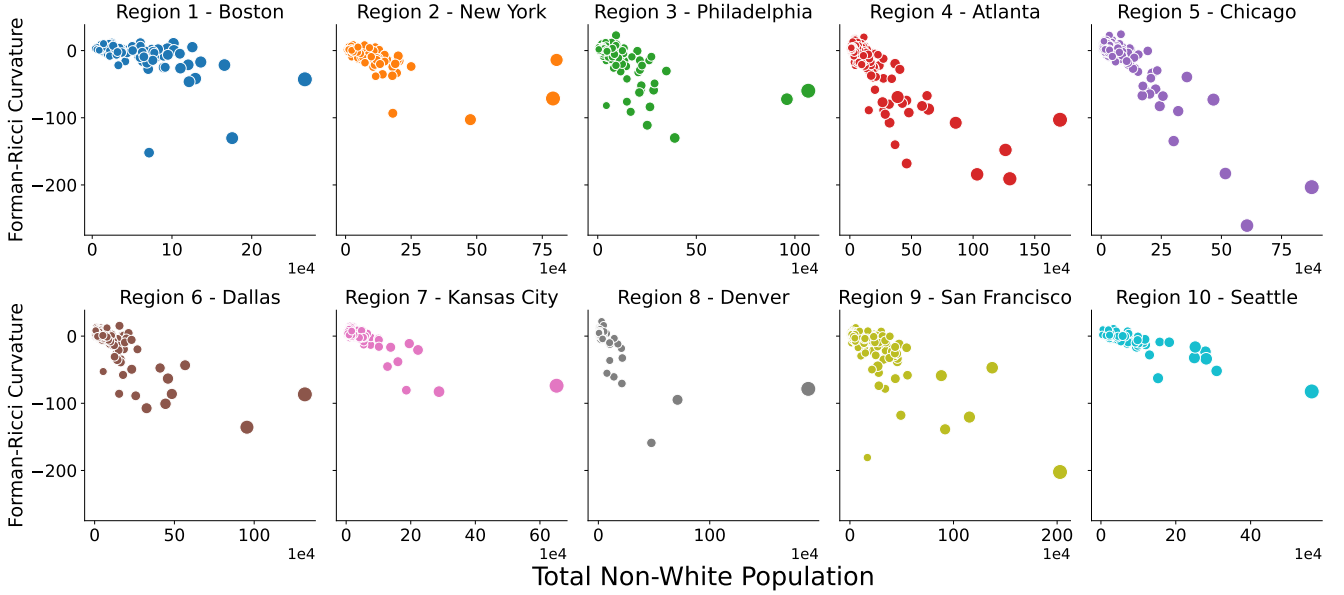 Region 1 - Boston Region 2 - New York Region 3 - Philadelphia Region 4 - Atlanta Region 5 - Chicago
Forman-Ricci Curvature
0
−100
−200
0 10 20 0 25 50 75 0 50 100 0 50 100 150 0 25 50 75
1e4 1e4 1e4 1e4 1e4
Region 6 - Dallas Region 7 - Kansas City Region 8 - Denver Region 9 - San Francisco Region 10 - Seattle
Forman-Ricci Curvature
0
−100
−200
0 50 100 0 20 40 60 0 100 0 100 200 0 20 40
1e4 1e4 1e4 1e4 1e4
Total Non-White Population